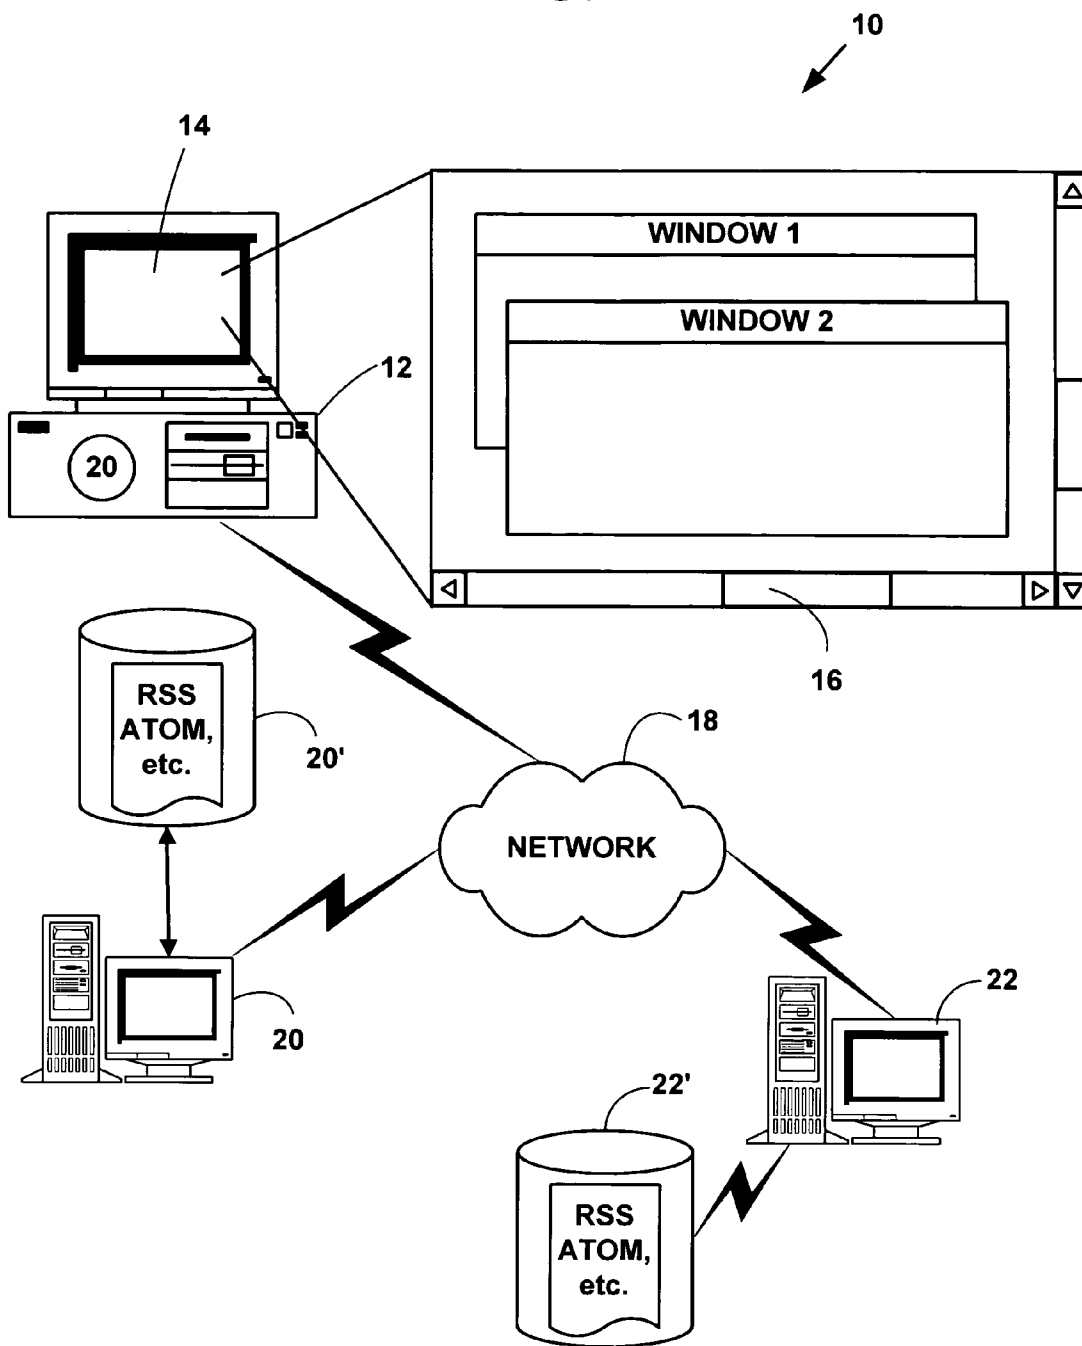 10
14
WINDOW 1
WINDOW 2
12
20
16
RSS
ATOM,
etc.
20'
18
NETWORK
20
22
22'
RSS
ATOM,
etc.